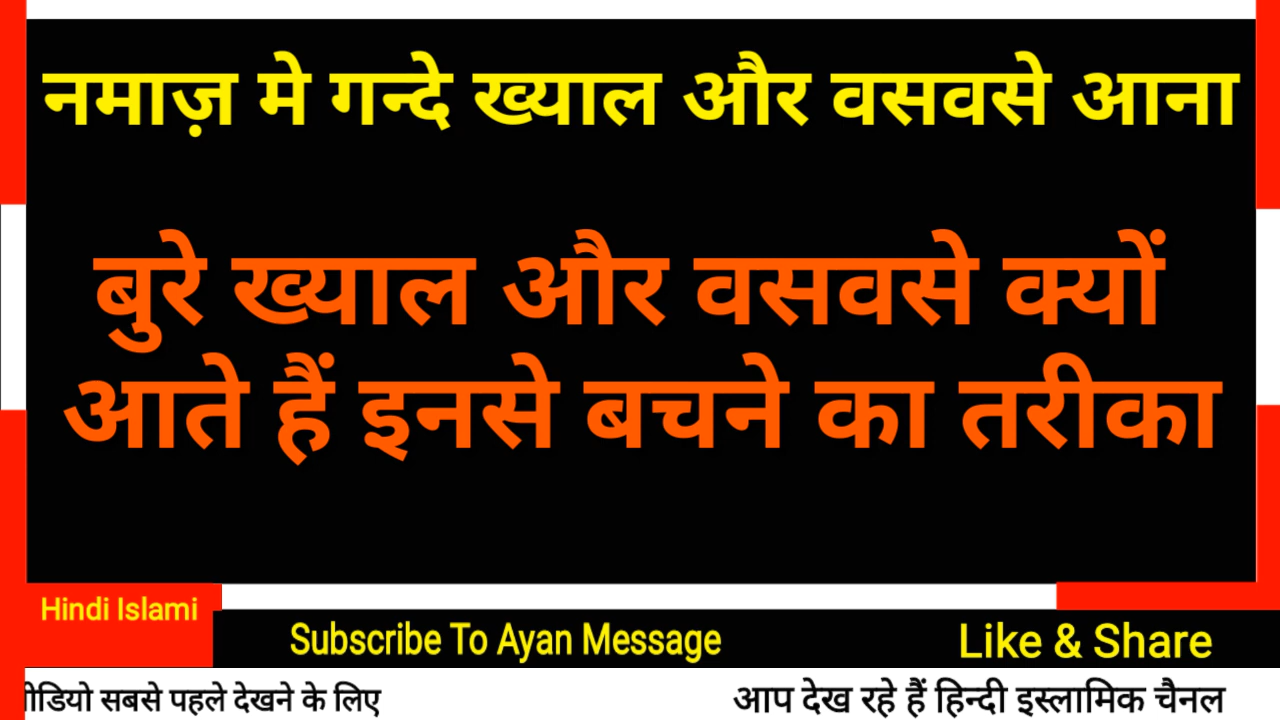 नमाज़ मे गन्दे ख्याल और वसवसे आना
बुरे ख्याल और वसवसे क्यों
आते हैं इनसे बचने का तरीका
Hindi Islami
Subscribe To Ayan Message
Like & Share
सबसे पहले देखने के लिए
आप देख रहे हैं हिन्दी इस्लामिक चैनल